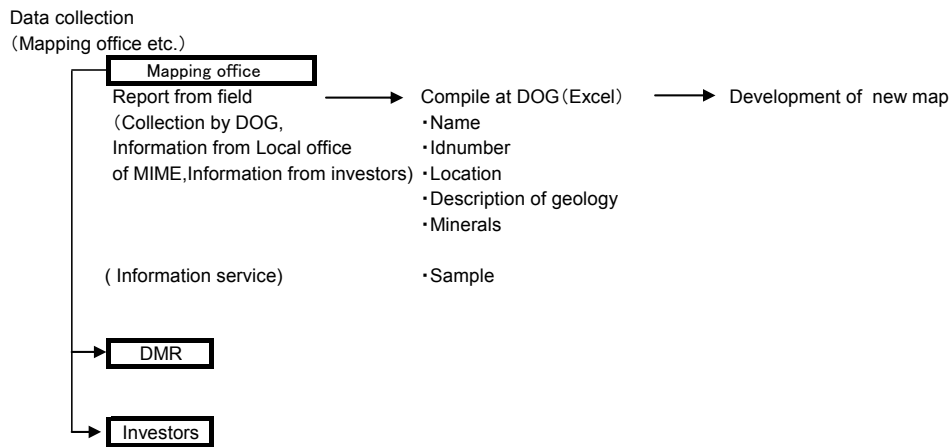 Data collection
(Mapping office etc.)
Mapping office
Report from field
(Collection by DOG,
Information from Local office
of MIME,Information from investors)
Compile at DOG(Excel)
・Name
・Idnumber
・Location
・Description of geology
・Minerals
・Sample
Development of new map
( Information service)
DMR
Investors